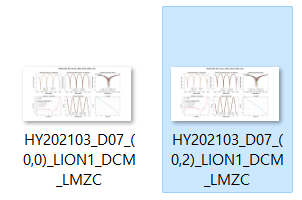 HY202103_D07_(
0,0)_LION1_DCM
_LMZC
HY202103_D07_(
0,2)_LION1_DCM
_LMZC